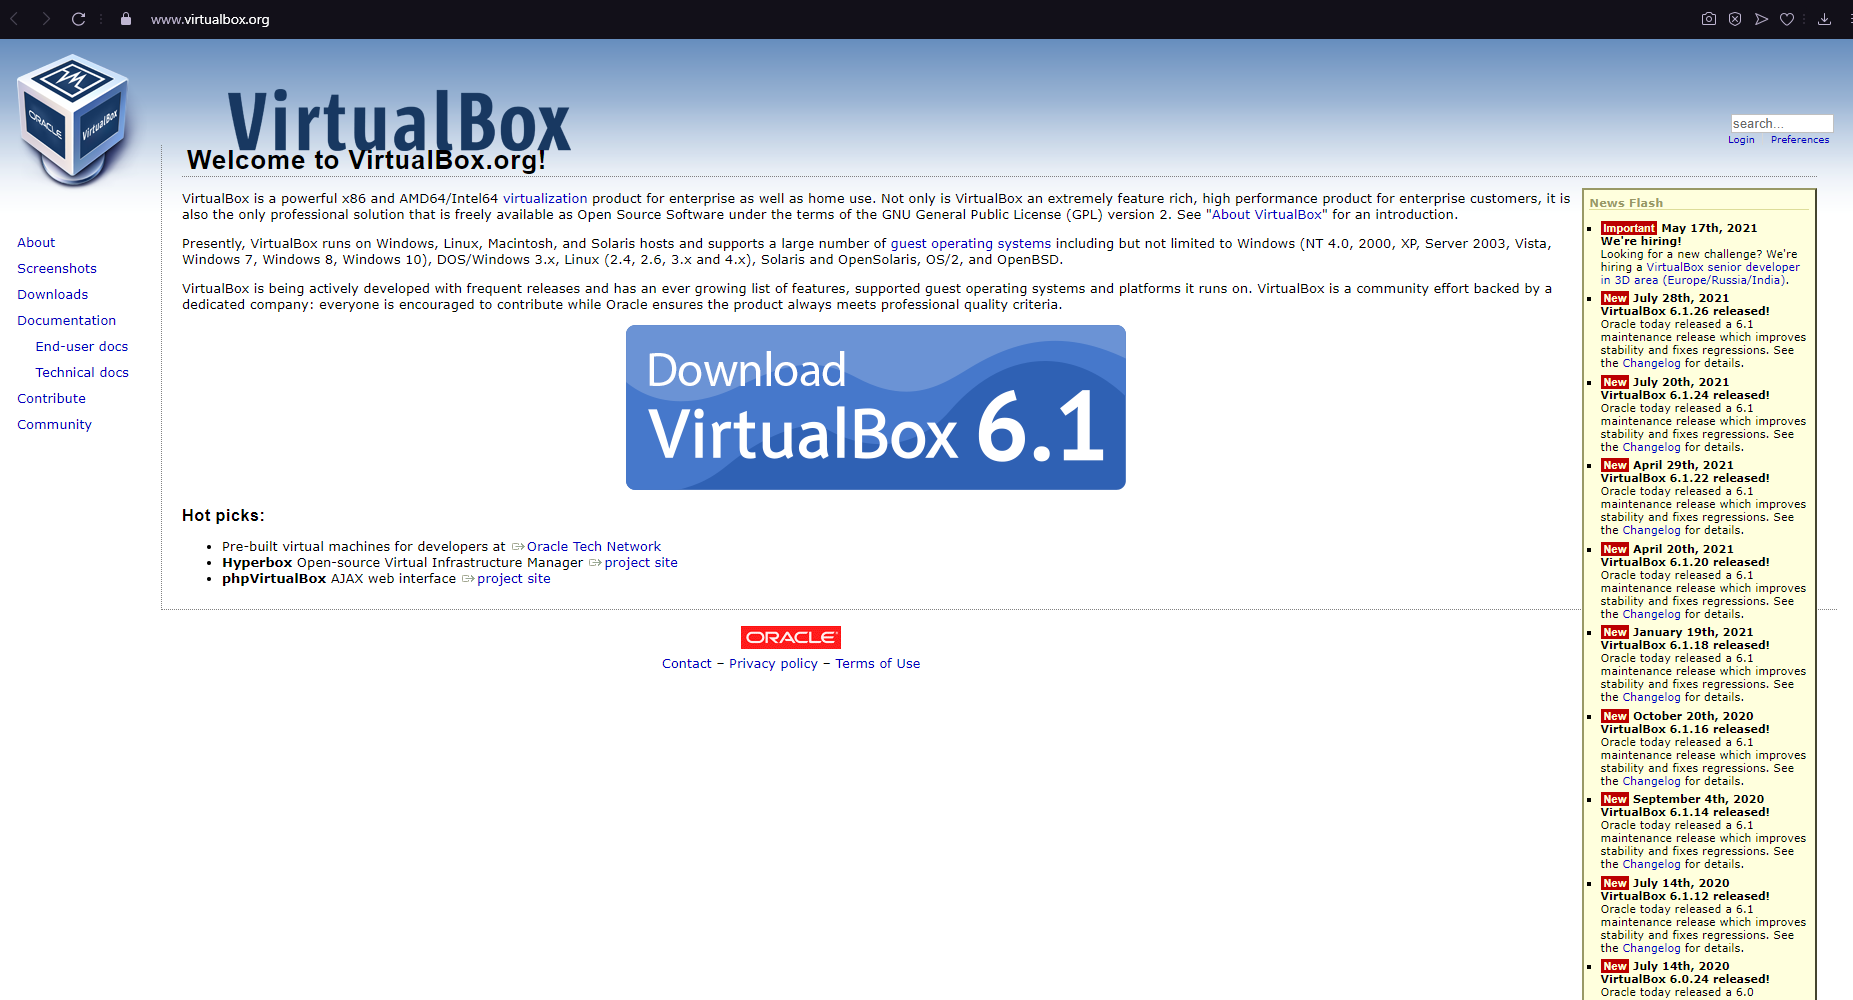 www.virtualbox.org
ORACLE
VirtualBox
VirtualBox
search...
Login Preferences
Welcome to VirtualBox.org!
VirtualBox is a powerful x86 and AMD64/Intel64 virtualization product for enterprise as well as home use. Not only is VirtualBox an extremely feature rich, high performance product for enterprise customers, it is
also the only professional solution that is freely available as Open Source Software under the terms of the GNU General Public License (GPL) version 2. See "About VirtualBox" for an introduction.
Presently, VirtualBox runs on Windows, Linux, Macintosh, and Solaris hosts and supports a large number of guest operating systems including but not limited to Windows (NT 4.0, 2000, XP, Server 2003, Vista,
Windows 7, Windows 8, Windows 10), DOS/Windows 3.x, Linux (2.4, 2.6, 3.x and 4.x), Solaris and OpenSolaris, OS/2, and OpenBSD.
VirtualBox is being actively developed with frequent releases and has an ever growing list of features, supported guest operating systems and platforms it runs on. VirtualBox is a community effort backed by a
dedicated company: everyone is encouraged to contribute while Oracle ensures the product always meets professional quality criteria.
About
Screenshots
Downloads
Documentation
End-user docs
Technical docs
Contribute
Community
Download
VirtualBox 6.1
Hot picks:
Pre-built virtual machines for developers at Oracle Tech Network
Hyperbox Open-source Virtual Infrastructure Manager project site
phpVirtualBox AJAX web interface project site
ORACLE
Contact – Privacy policy – Terms of Use
News Flash
Important May 17th, 2021
We're hiring!
Looking for a new challenge? We're
hiring a VirtualBox senior developer
in 3D area (Europe/Russia/India).
New July 28th, 2021
VirtualBox 6.1.26 released!
Oracle today released a 6.1
maintenance release which improves
stability and fixes regressions. See
the Changelog for details.
New July 20th, 2021
VirtualBox 6.1.24 released!
Oracle today released a 6.1
maintenance release which improves
stability and fixes regressions. See
the Changelog for details.
New April 29th, 2021
VirtualBox 6.1.22 released!
Oracle today released a 6.1
maintenance release which improves
stability and fixes regressions. See
the Changelog for details.
New April 20th, 2021
VirtualBox 6.1.20 released!
Oracle today released a 6.1
maintenance release which improves
stability and fixes regressions. See
the Changelog for details.
New January 19th, 2021
VirtualBox 6.1.18 released!
Oracle today released a 6.1
maintenance release which improves
stability and fixes regressions. See
the Changelog for details.
New October 20th, 2020
VirtualBox 6.1.16 released!
Oracle today released a 6.1
maintenance release which improves
stability and fixes regressions. See
the Changelog for details.
New September 4th, 2020
VirtualBox 6.1.14 released!
Oracle today released a 6.1
maintenance release which improves
stability and fixes regressions. See
the Changelog for details.
New July 14th, 2020
VirtualBox 6.1.12 released!
Oracle today released a 6.1
maintenance release which improves
stability and fixes regressions. See
the Changelog for details.
New July 14th, 2020
VirtualBox 6.0.24 released!
Oracle today released a 6.0